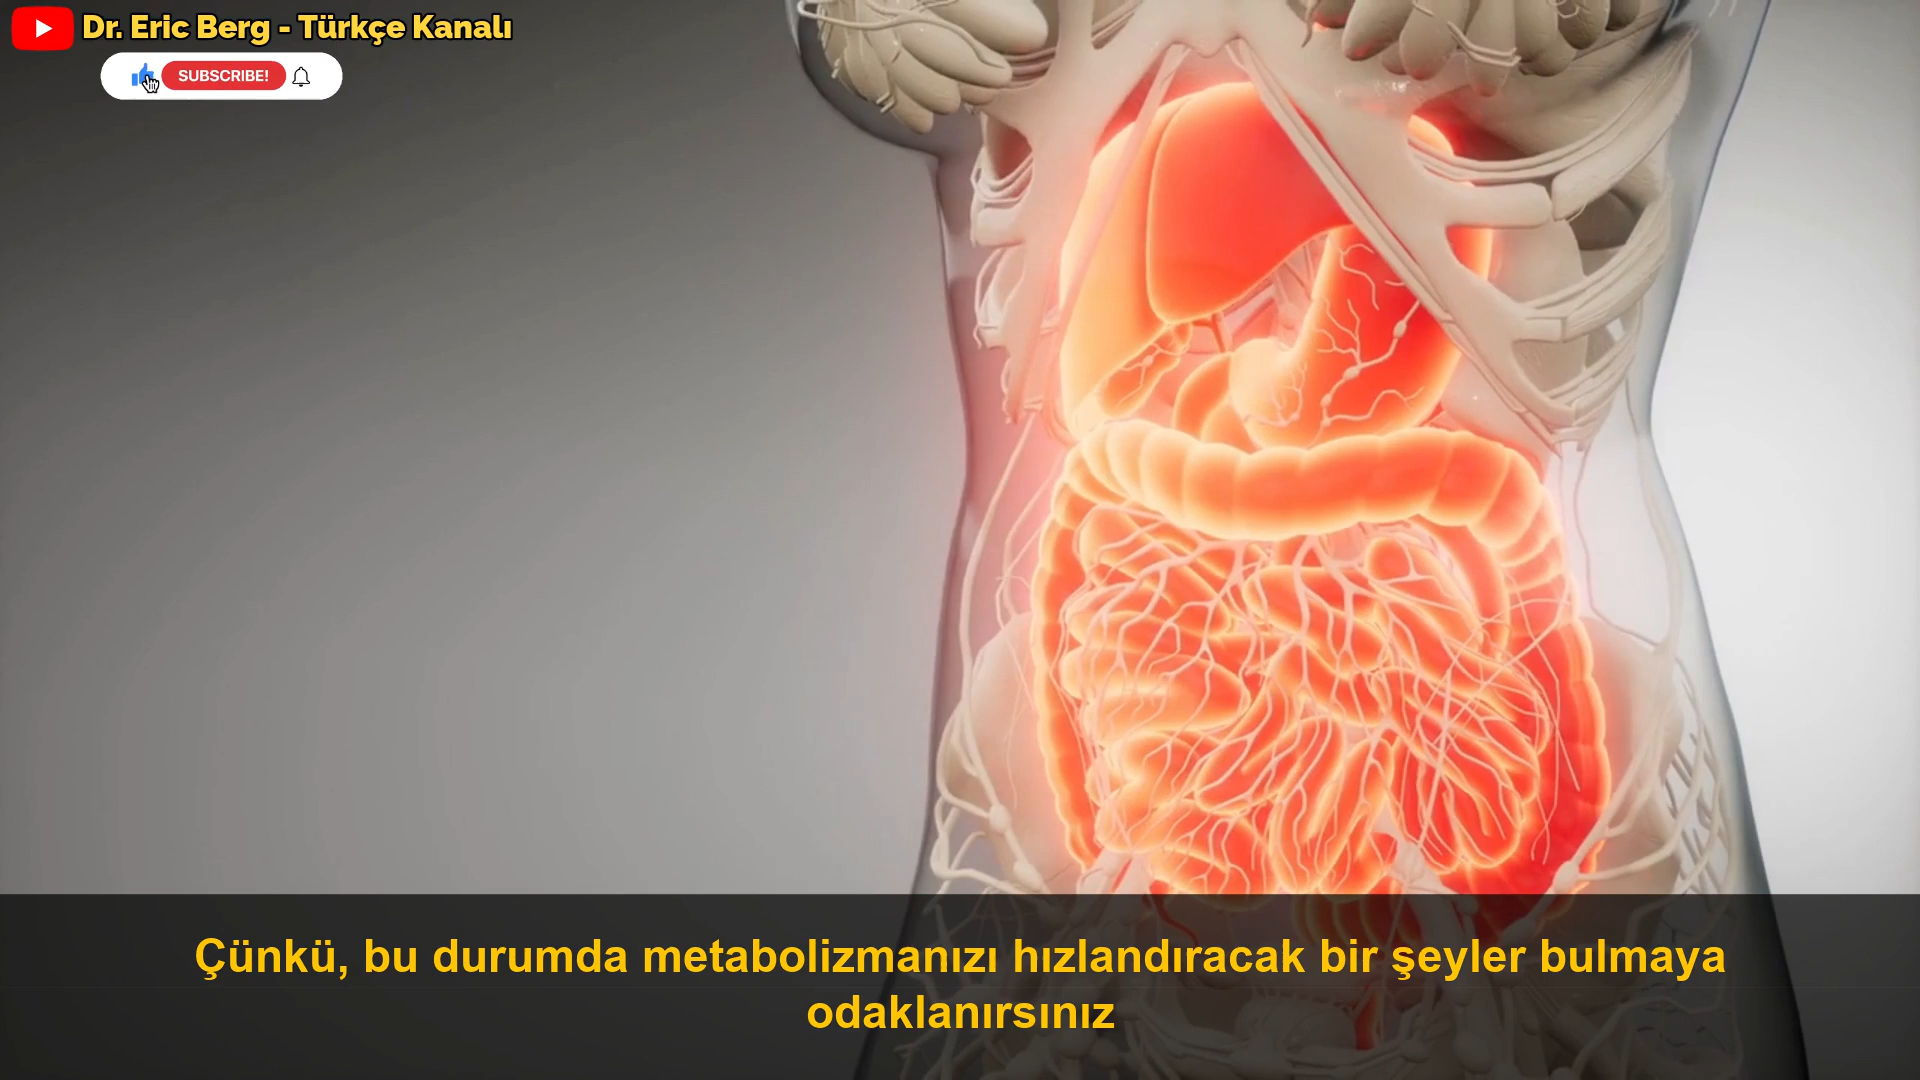 Dr. Eric Berg - Türkçe Kanalı
SUBSCRIBE!
Çünkü, bu durumda metabolizmanızı hızlandıracak bir şeyler bulmaya
odaklanırsınız